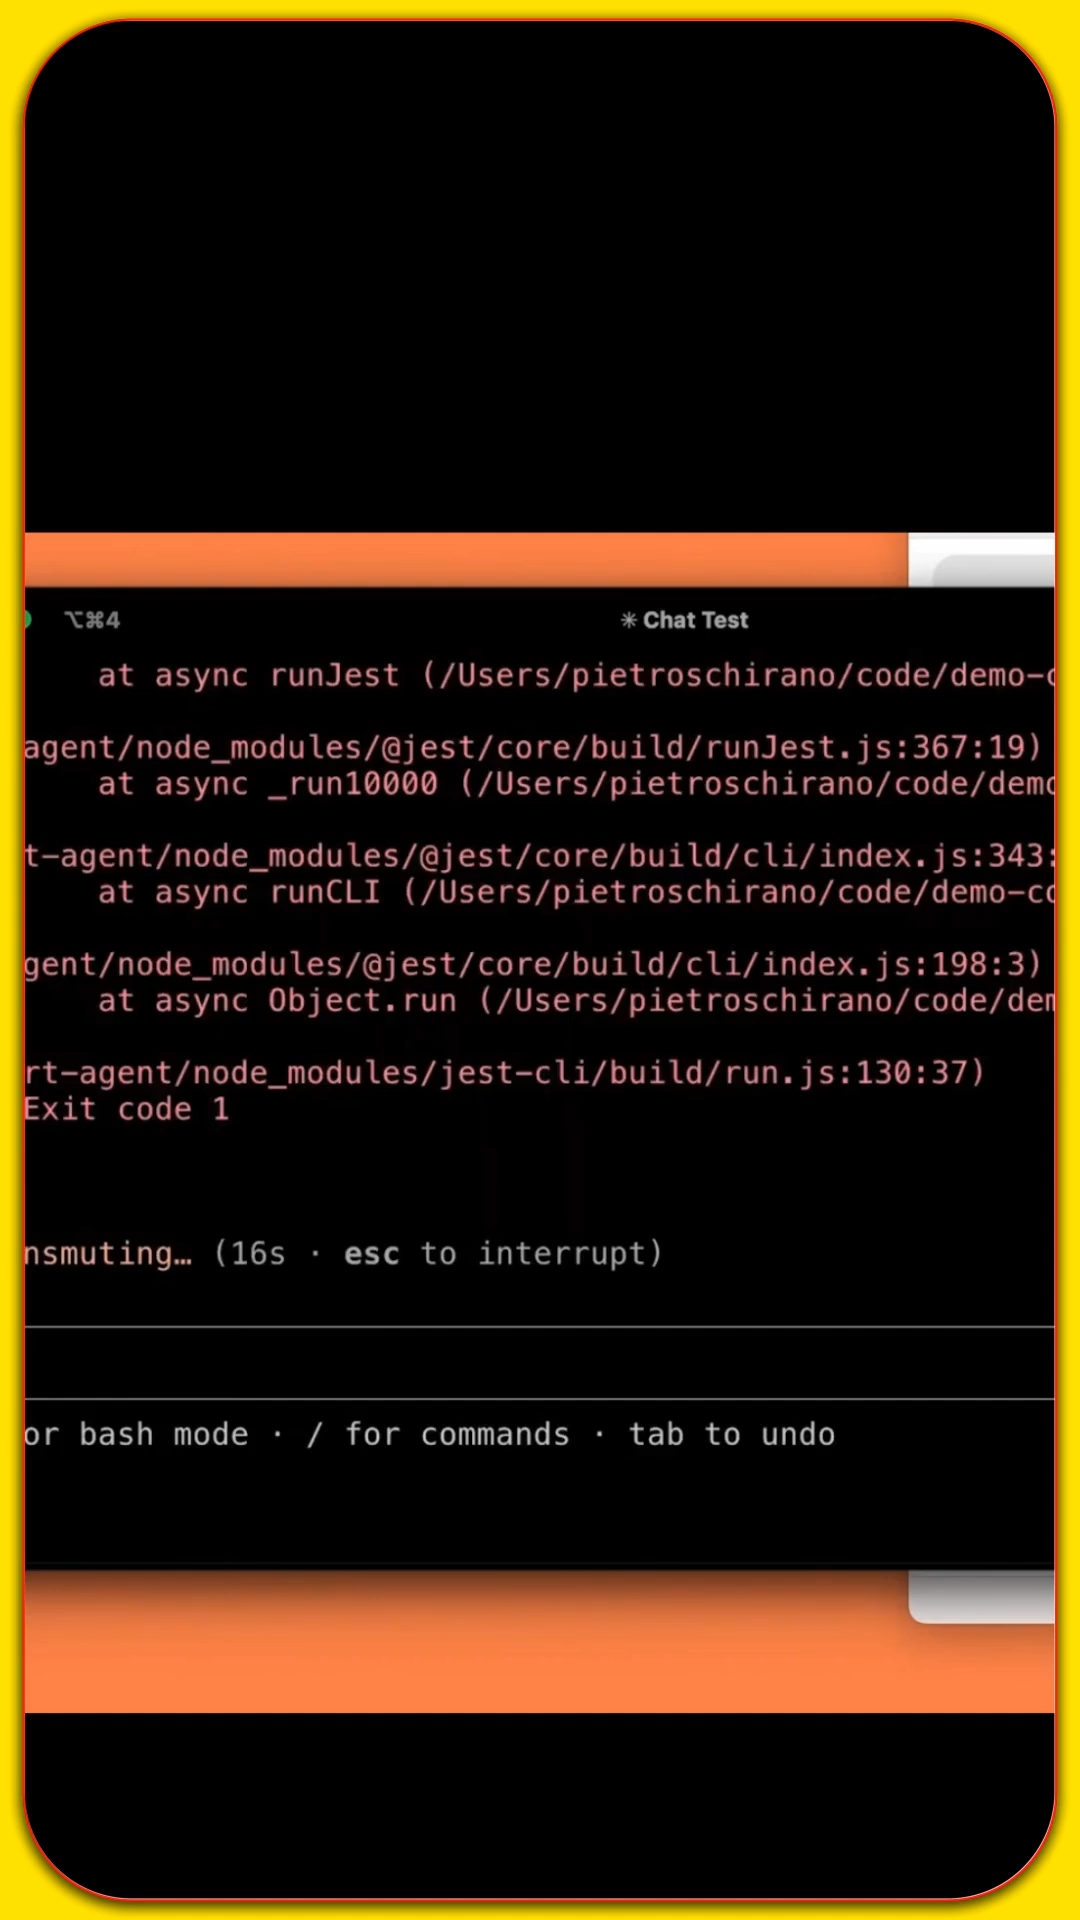 ⌥⌘4
✳ Chat Test
at async runJest (/Users/pietroschirano/code/demo-c
agent/node_modules/@jest/core/build/runJest.js:367:19)
at async _run10000 (/Users/pietroschirano/code/demo
t-agent/node_modules/@jest/core/build/cli/index.js:343:
at async runCLI (/Users/pietroschirano/code/demo-co
gent/node_modules/@jest/core/build/cli/index.js:198:3)
at async Object.run (/Users/pietroschirano/code/dem
rt-agent/node_modules/jest-cli/build/run.js:130:37)
Exit code 1
nsmuting… (16s · esc to interrupt)
or bash mode · / for commands · tab to undo